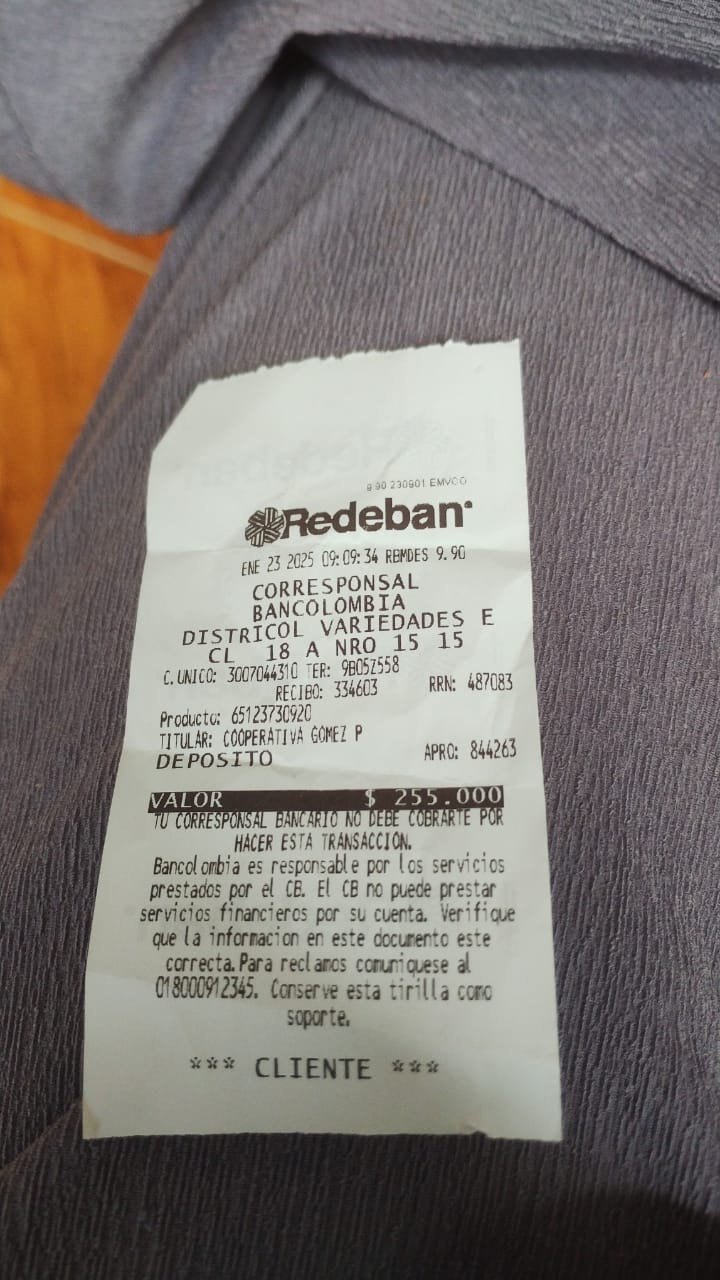 9.90 230901 EMVCO
Redeban
ENE 23 2025 09:09:34 RBMDES 9.90
CORRESPONSAL
BANCOLOMBIA
DISTRICOL VARIEDADES E
CL 18 A NRO 15 15
C. UNICO: 3007044310 TER: 9B05Z558
RECIBO: 334603 RRN: 487083
Producto: 65123730920
TITULAR: COOPERATIVA GOMEZ P
DEPOSITO APRO: 844263
VALOR $ 255.000
TU CORRESPONSAL BANCARIO NO DEBE COBRARTE POR
HACER ESTA TRANSACCION.
Bancolombia es responsable por los servicios
prestados por el CB. El CB no puede prestar
servicios financieros por su cuenta. Verifique
que la informacion en este documento este
correcta. Para reclamos comuniquese al
018000912345. Conserve esta tirilla como
soporte.
*** CLIENTE ***